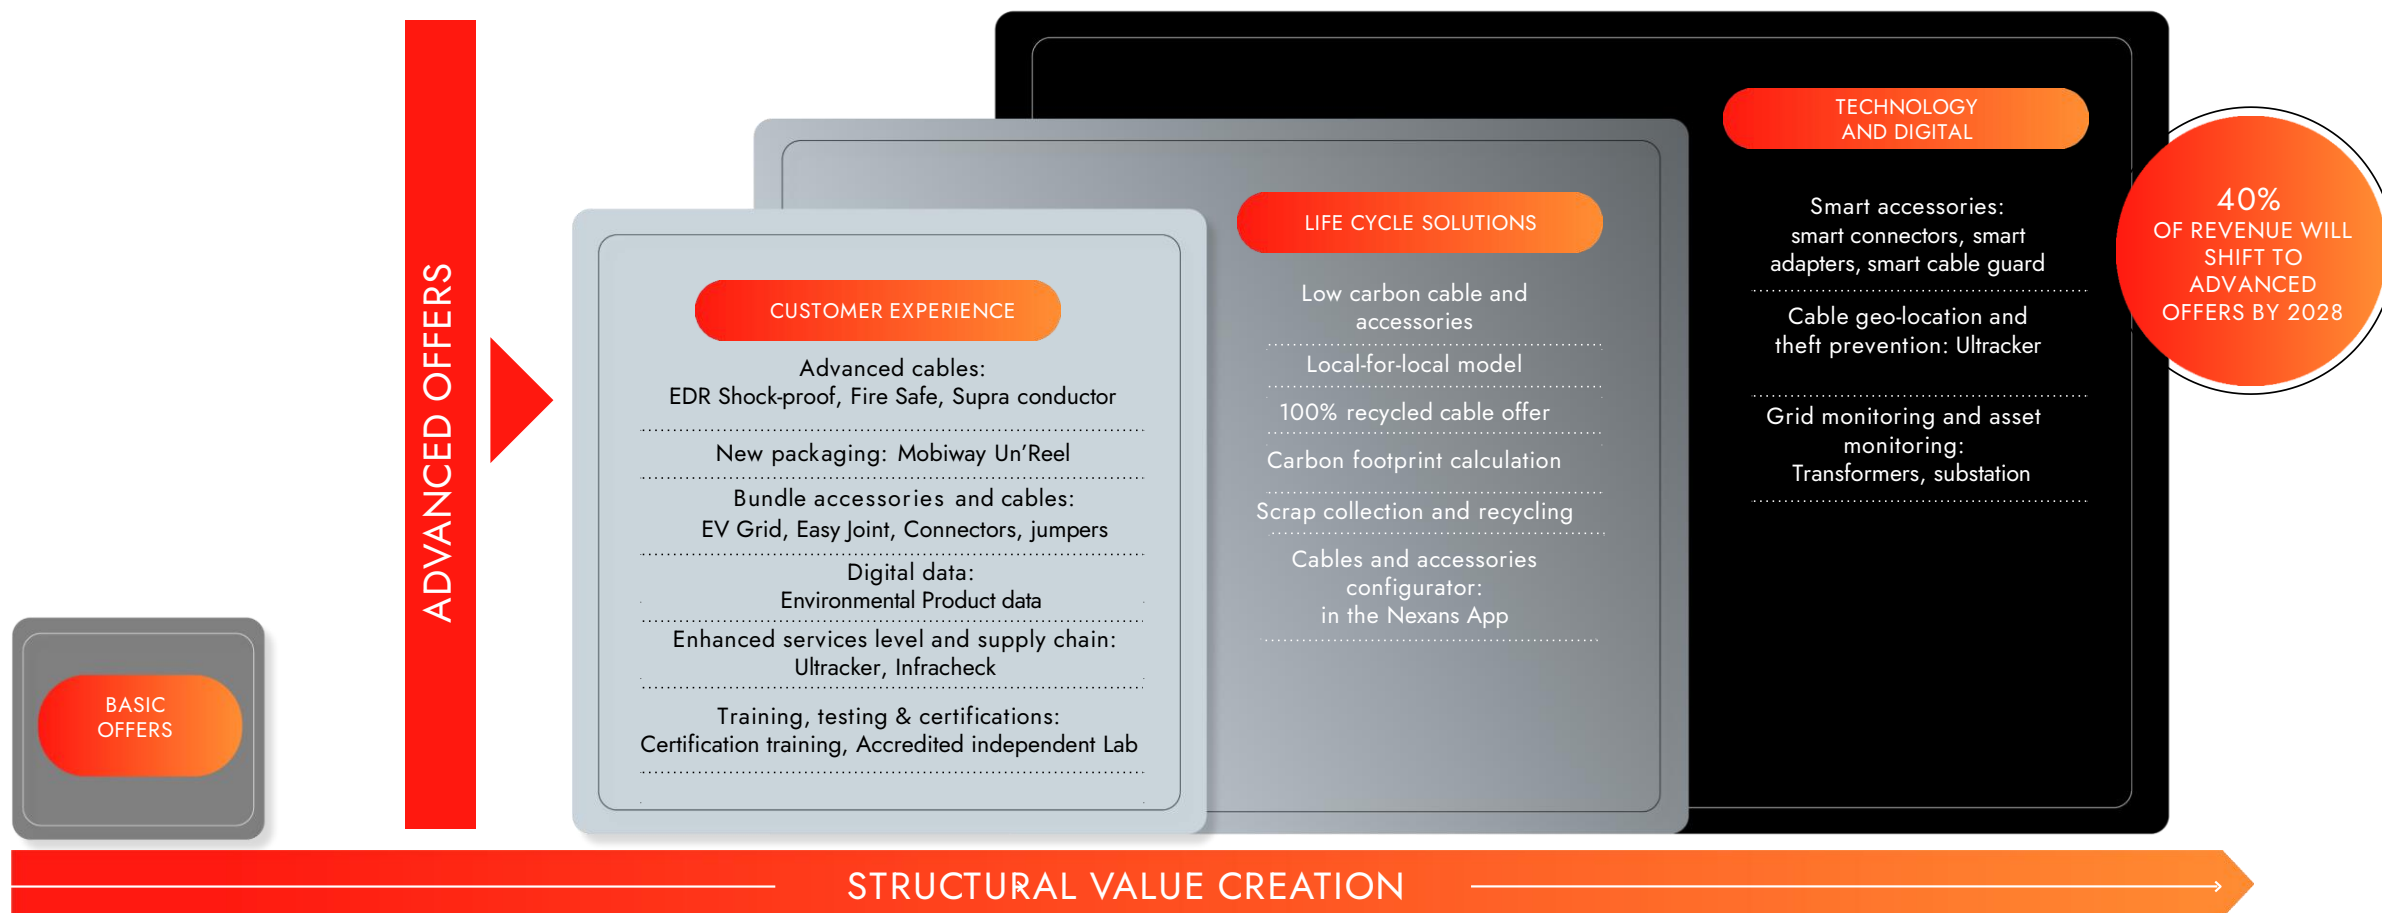 BASIC
OFFERS
ADVANCED OFFERS
CUSTOMER EXPERIENCE
Advanced cables:
EDR Shock-proof, Fire Safe, Supra conductor
New packaging: Mobiway Un’Reel
Bundle accessories and cables:
EV Grid, Easy Joint, Connectors, jumpers
Digital data:
Environmental Product data
Enhanced services level and supply chain:
Ultracker, Infracheck
Training, testing & certifications:
Certification training, Accredited independent Lab
LIFE CYCLE SOLUTIONS
Low carbon cable and
accessories
Local-for-local model
100% recycled cable offer
Carbon footprint calculation
Scrap collection and recycling
Cables and accessories
configurator:
in the Nexans App
TECHNOLOGY
AND DIGITAL
Smart accessories:
smart connectors, smart
adapters, smart cable guard
Cable geo-location and
theft prevention: Ultracker
Grid monitoring and asset
monitoring:
Transformers, substation
40%
OF REVENUE WILL
SHIFT TO
ADVANCED
OFFERS BY 2028
STRUCTURAL VALUE CREATION